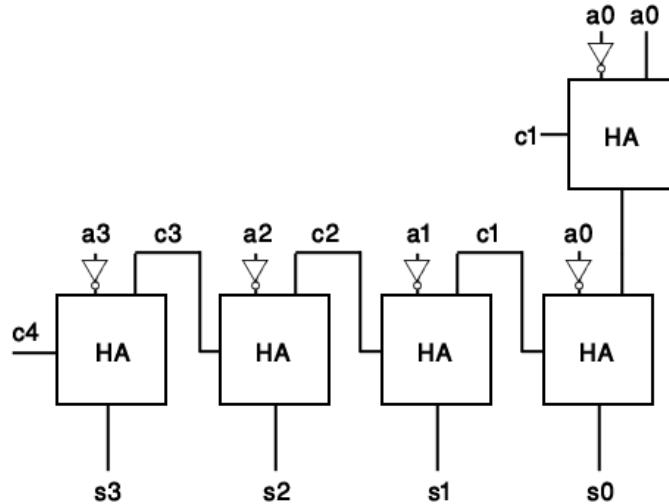 a0 a0
c1 HA
a3 c3 a2 c2 a1 c1 a0
c4 HA HA HA HA
s3 s2 s1 s0